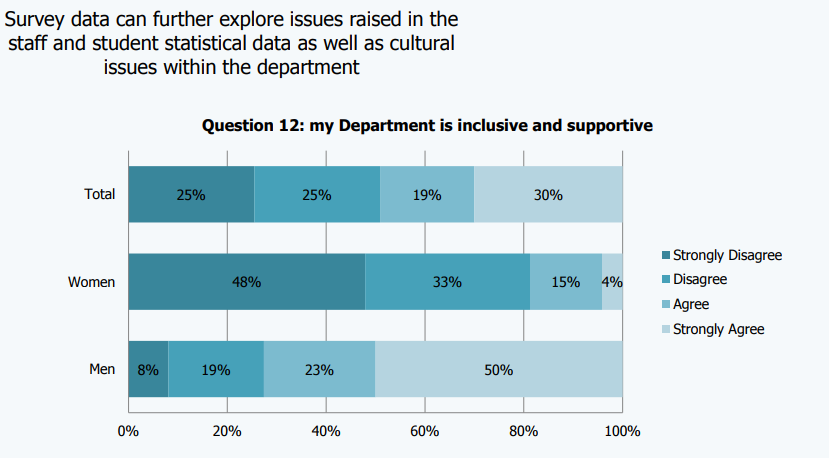 Survey data can further explore issues raised in the
staff and student statistical data as well as cultural
issues within the department
Question 12: my Department is inclusive and supportive
Total
25%
25%
19%
30%
Women
48%
33%
15%
4%
Men
8%
19%
23%
50%
0%
20%
40%
60%
80%
100%
Strongly Disagree
Disagree
Agree
Strongly Agree